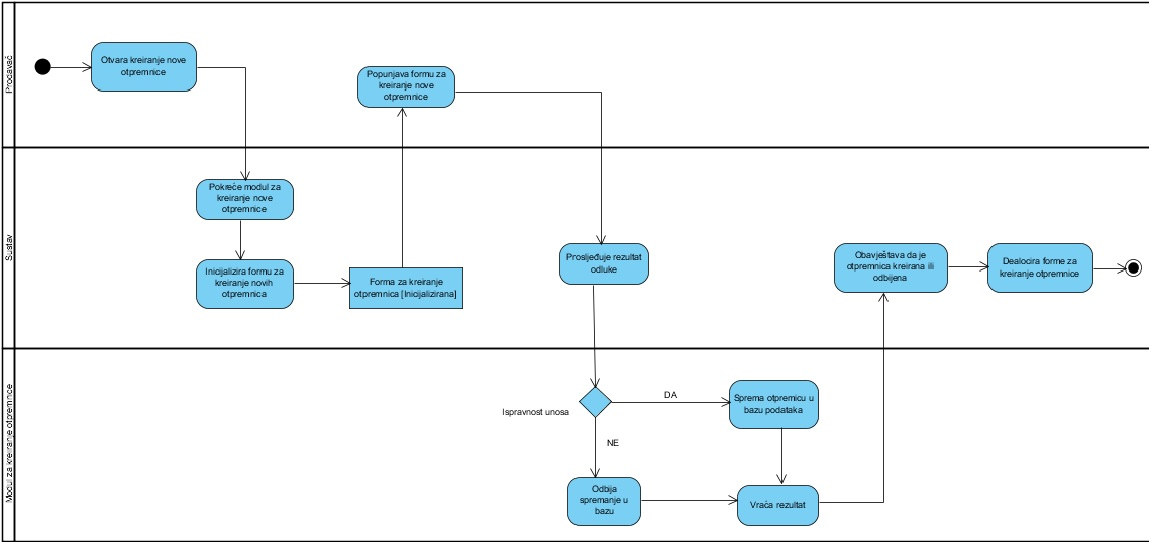 Prodavač
Otvara kreiranje nove
otpremnice
Popunjava formu za
kreiranje nove
otpremnice
Sustav
Pokreće modul za
kreiranje nove
otpremnice
Inicijalizira formu za
kreiranje novih
otpremnica
Forma za kreiranje
otpremnica [Inicijalizirana]
Prosljeđuje rezultat
odluke
Obavještava da je
otpremnica kreirana ili
odbijena
Dealocira forme za
kreiranje otpremnice
Modul za kreiranje otpremnice
Ispravnost unosa
DA
NE
Sprema otpremicu u
bazu podataka
Odbija
spremanje u
bazu
Vraća rezultat